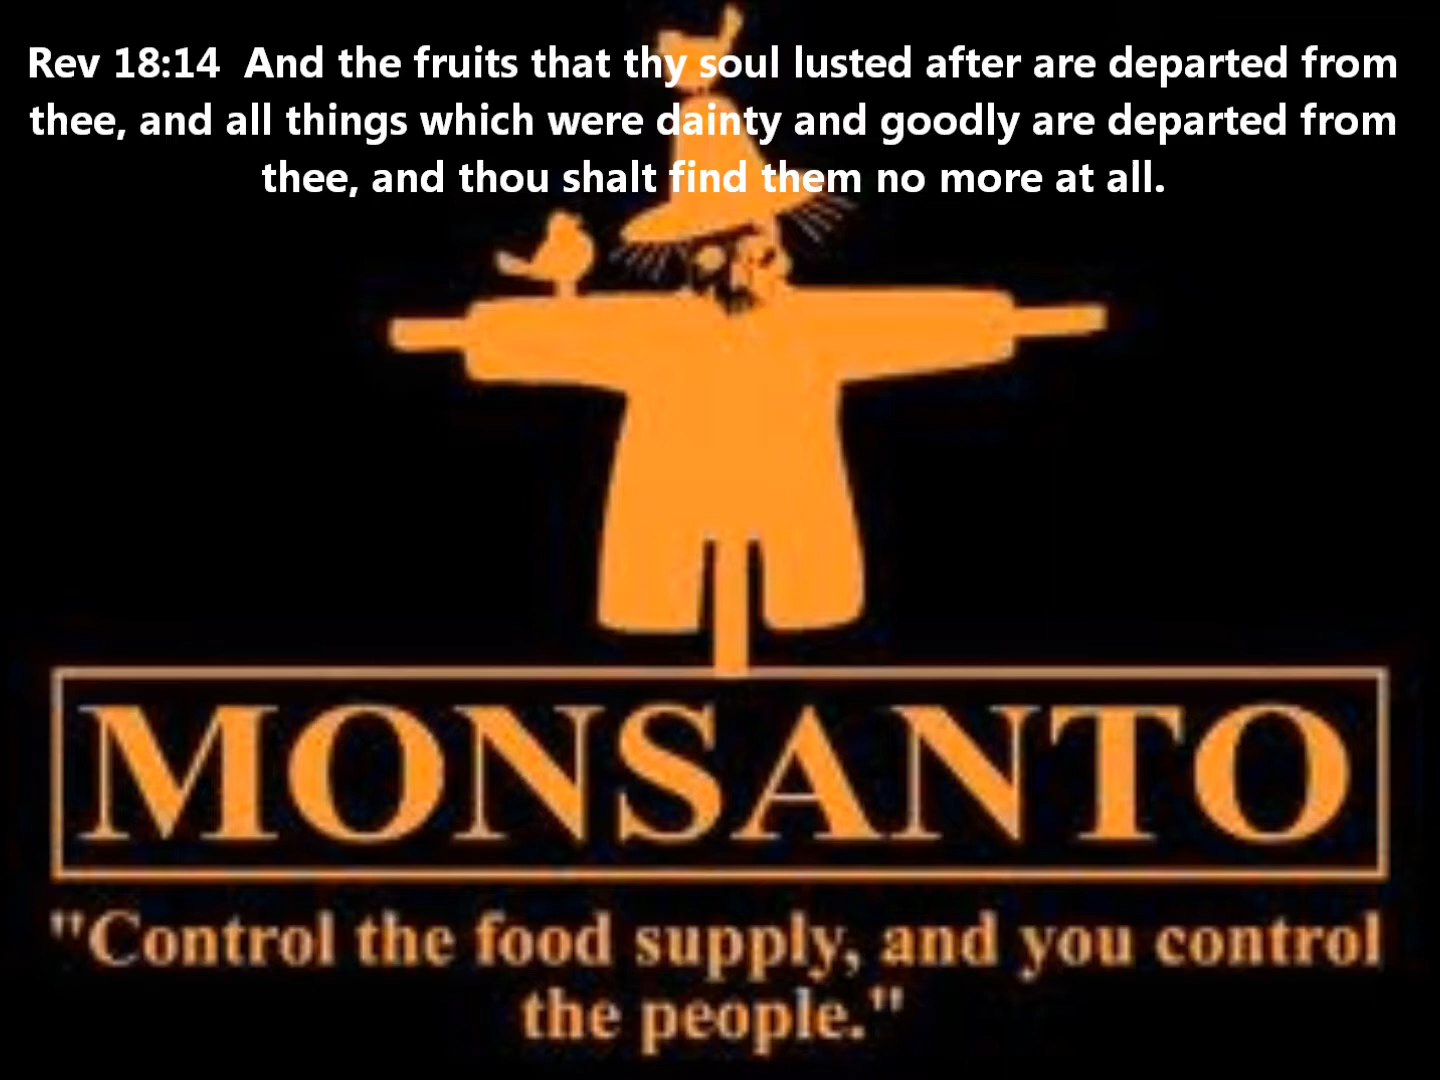 Rev 18:14  And the fruits that thy soul lusted after are departed from
thee, and all things which were dainty and goodly are departed from
thee, and thou shalt find them no more at all.
MONSANTO
"Control the food supply, and you control
the people."